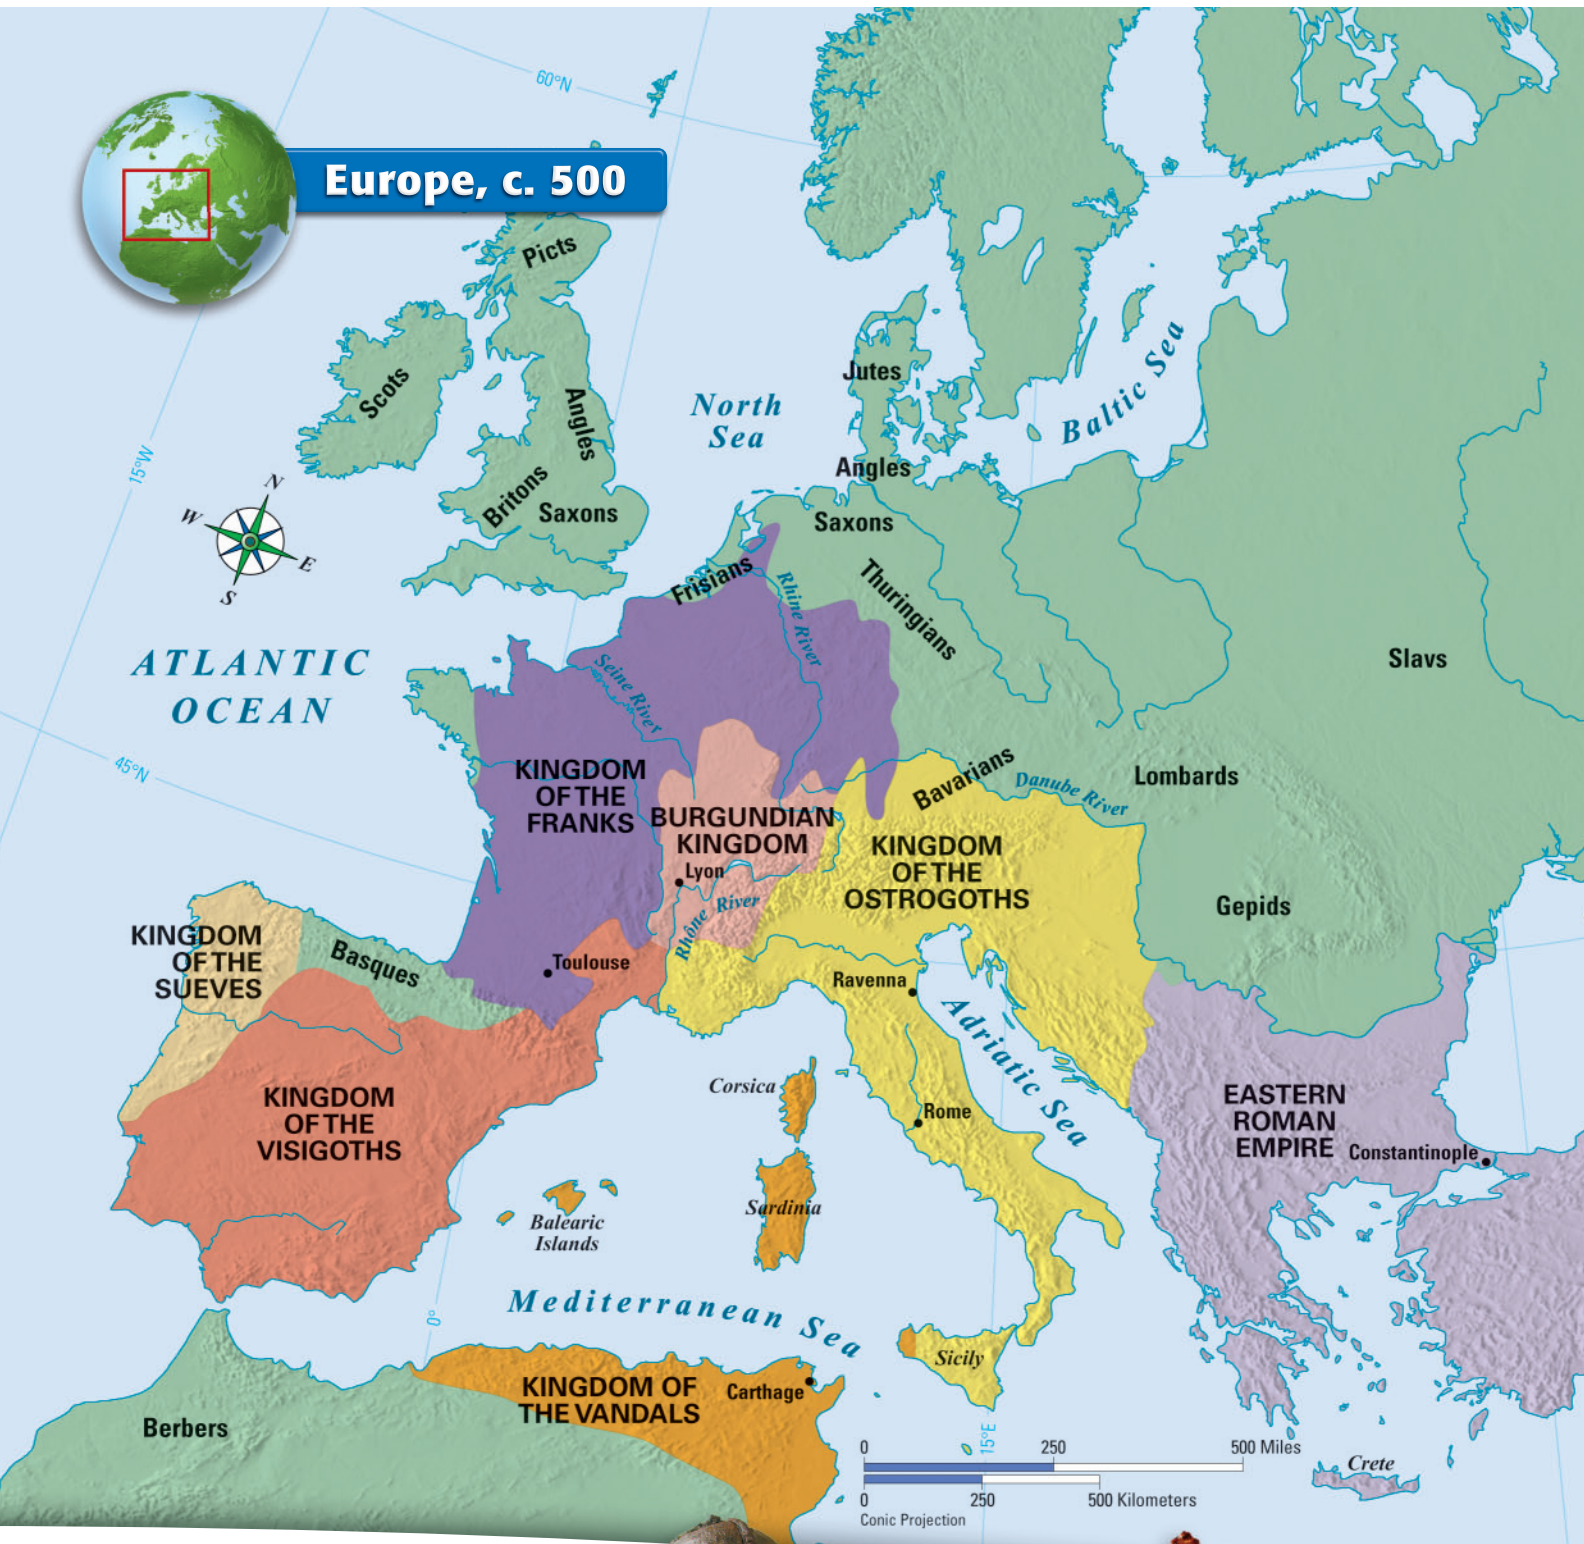 60°N
Europe, c. 500
Picts
Scots
Angles
Britons
Saxons
North
Sea
Jutes
Angles
Saxons
Baltic Sea
15°W
N
W
E
S
Frisians
Rhine River
Thuringians
Slavs
ATLANTIC
OCEAN
Seine River
45°N
KINGDOM
OF THE
FRANKS
BURGUNDIAN
KINGDOM
Lyon
Rhône River
Bavarians
Danube River
Lombards
KINGDOM
OF THE
OSTROGOTHS
Gepids
KINGDOM
OF THE
SUEVES
Basques
Toulouse
Ravenna
Adriatic Sea
KINGDOM
OF THE
VISIGOTHS
Corsica
Rome
EASTERN
ROMAN
EMPIRE
Constantinople
Sardinia
Balearic
Islands
Mediterranean Sea
0°
Sicily
KINGDOM OF
THE VANDALS
Carthage
Berbers
15°E
Crete
0 250 500 Miles
0 250 500 Kilometers
Conic Projection